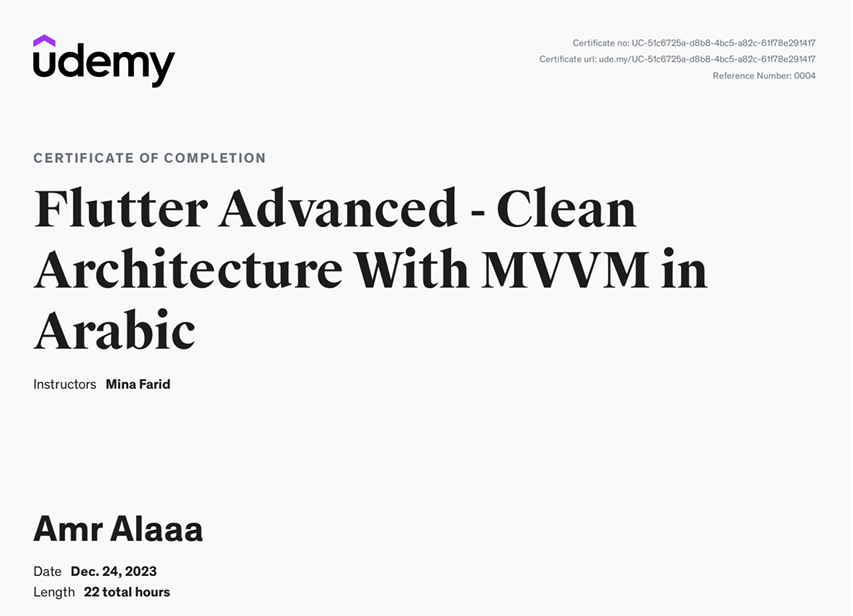 udemy
Certificate no: UC-51c6725a-d8b8-4bc5-a82c-61f78e291417
Certificate url: ude.my/UC-51c6725a-d8b8-4bc5-a82c-61f78e291417
Reference Number: 0004
CERTIFICATE OF COMPLETION
Flutter Advanced - Clean
Architecture With MVVM in
Arabic
Instructors Mina Farid
Amr Alaaa
Date Dec. 24, 2023
Length 22 total hours